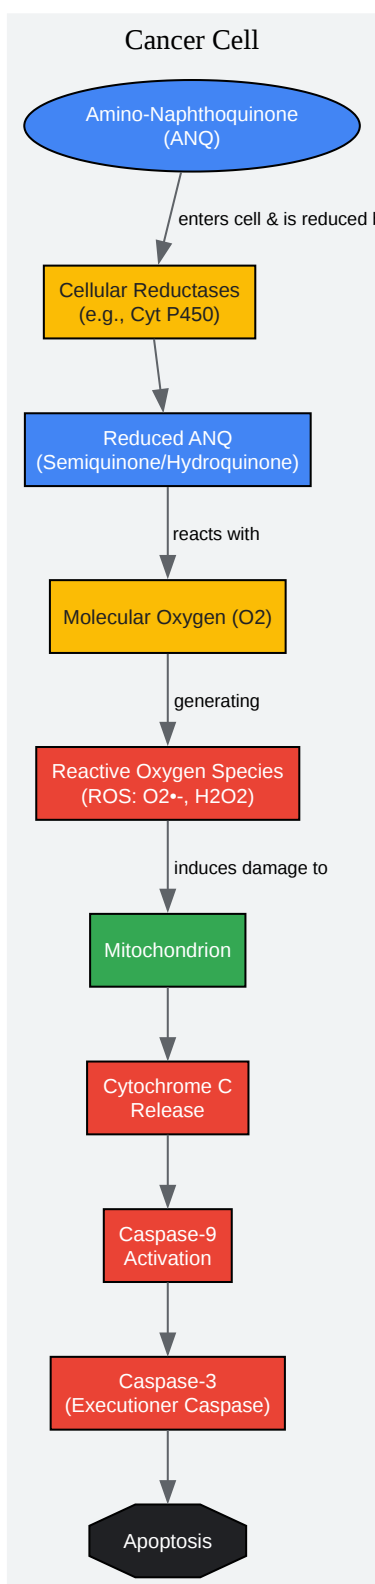 Cancer Cell
Amino-Naphthoquinone
(ANQ)
enters cell & is reduced
Cellular Reductases
(e.g., Cyt P450)
Reduced ANQ
(Semiquinone/Hydroquinone)
reacts with
Molecular Oxygen (O2)
generating
Reactive Oxygen Species
(ROS: O2•-, H2O2)
induces damage to
Mitochondrion
Cytochrome C
Release
Caspase-9
Activation
Caspase-3
(Executioner Caspase)
Apoptosis